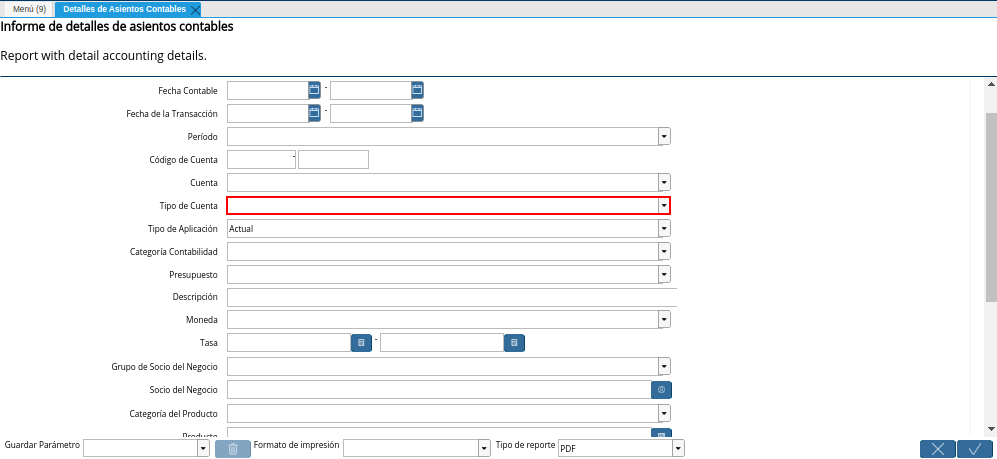 Menú (9) Detalles de Asientos Contables
Informe de detalles de asientos contables
Report with detail accounting details.
Fecha Contable -
Fecha de la Transacción -
Período
Código de Cuenta -
Cuenta
Tipo de Cuenta
Tipo de Aplicación Actual
Categoría Contabilidad
Presupuesto
Descripción
Moneda
Tasa -
Grupo de Socio del Negocio
Socio del Negocio
Categoría del Producto
Producto
Guardar Parámetro Formato de impresión Tipo de reporte PDF